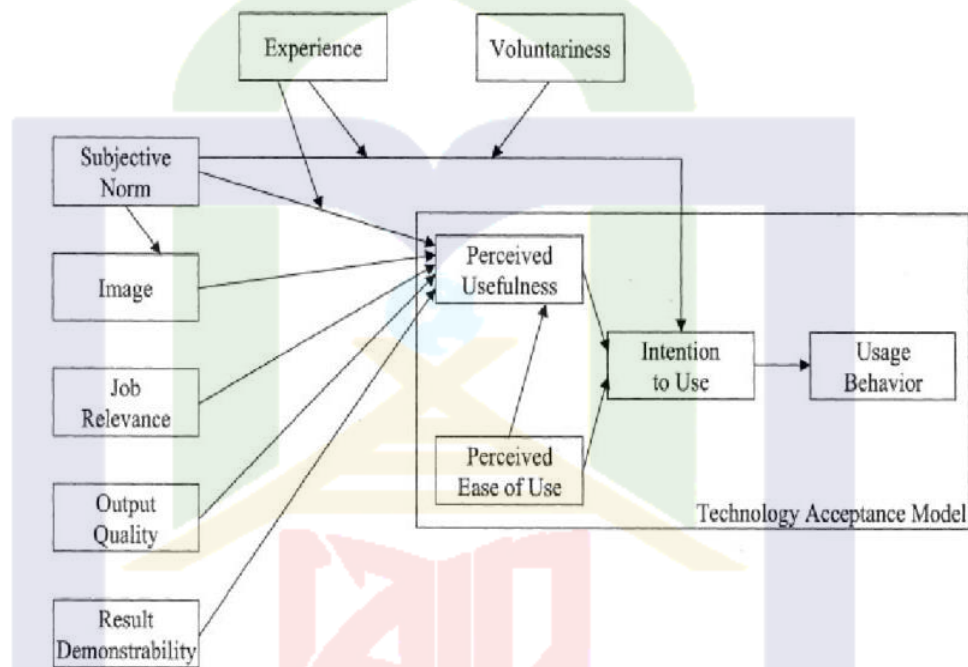 Experience
Voluntariness
Subjective
Norm
Image
Perceived
Usefulness
Intention
to Use
Usage
Behavior
Job
Relevance
Perceived
Ease of Use
Output
Quality
Technology Acceptance Model
Result
Demonstrability